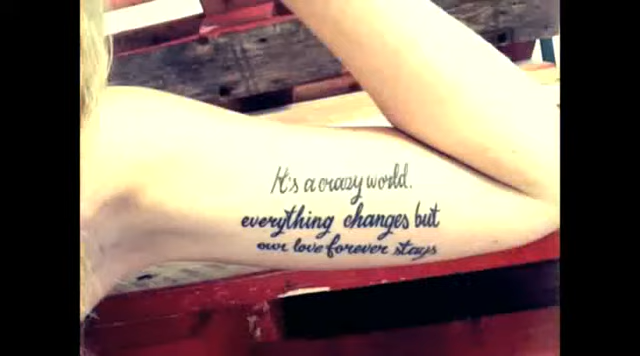 It's a crazy world.
everything changes but
our love forever stays